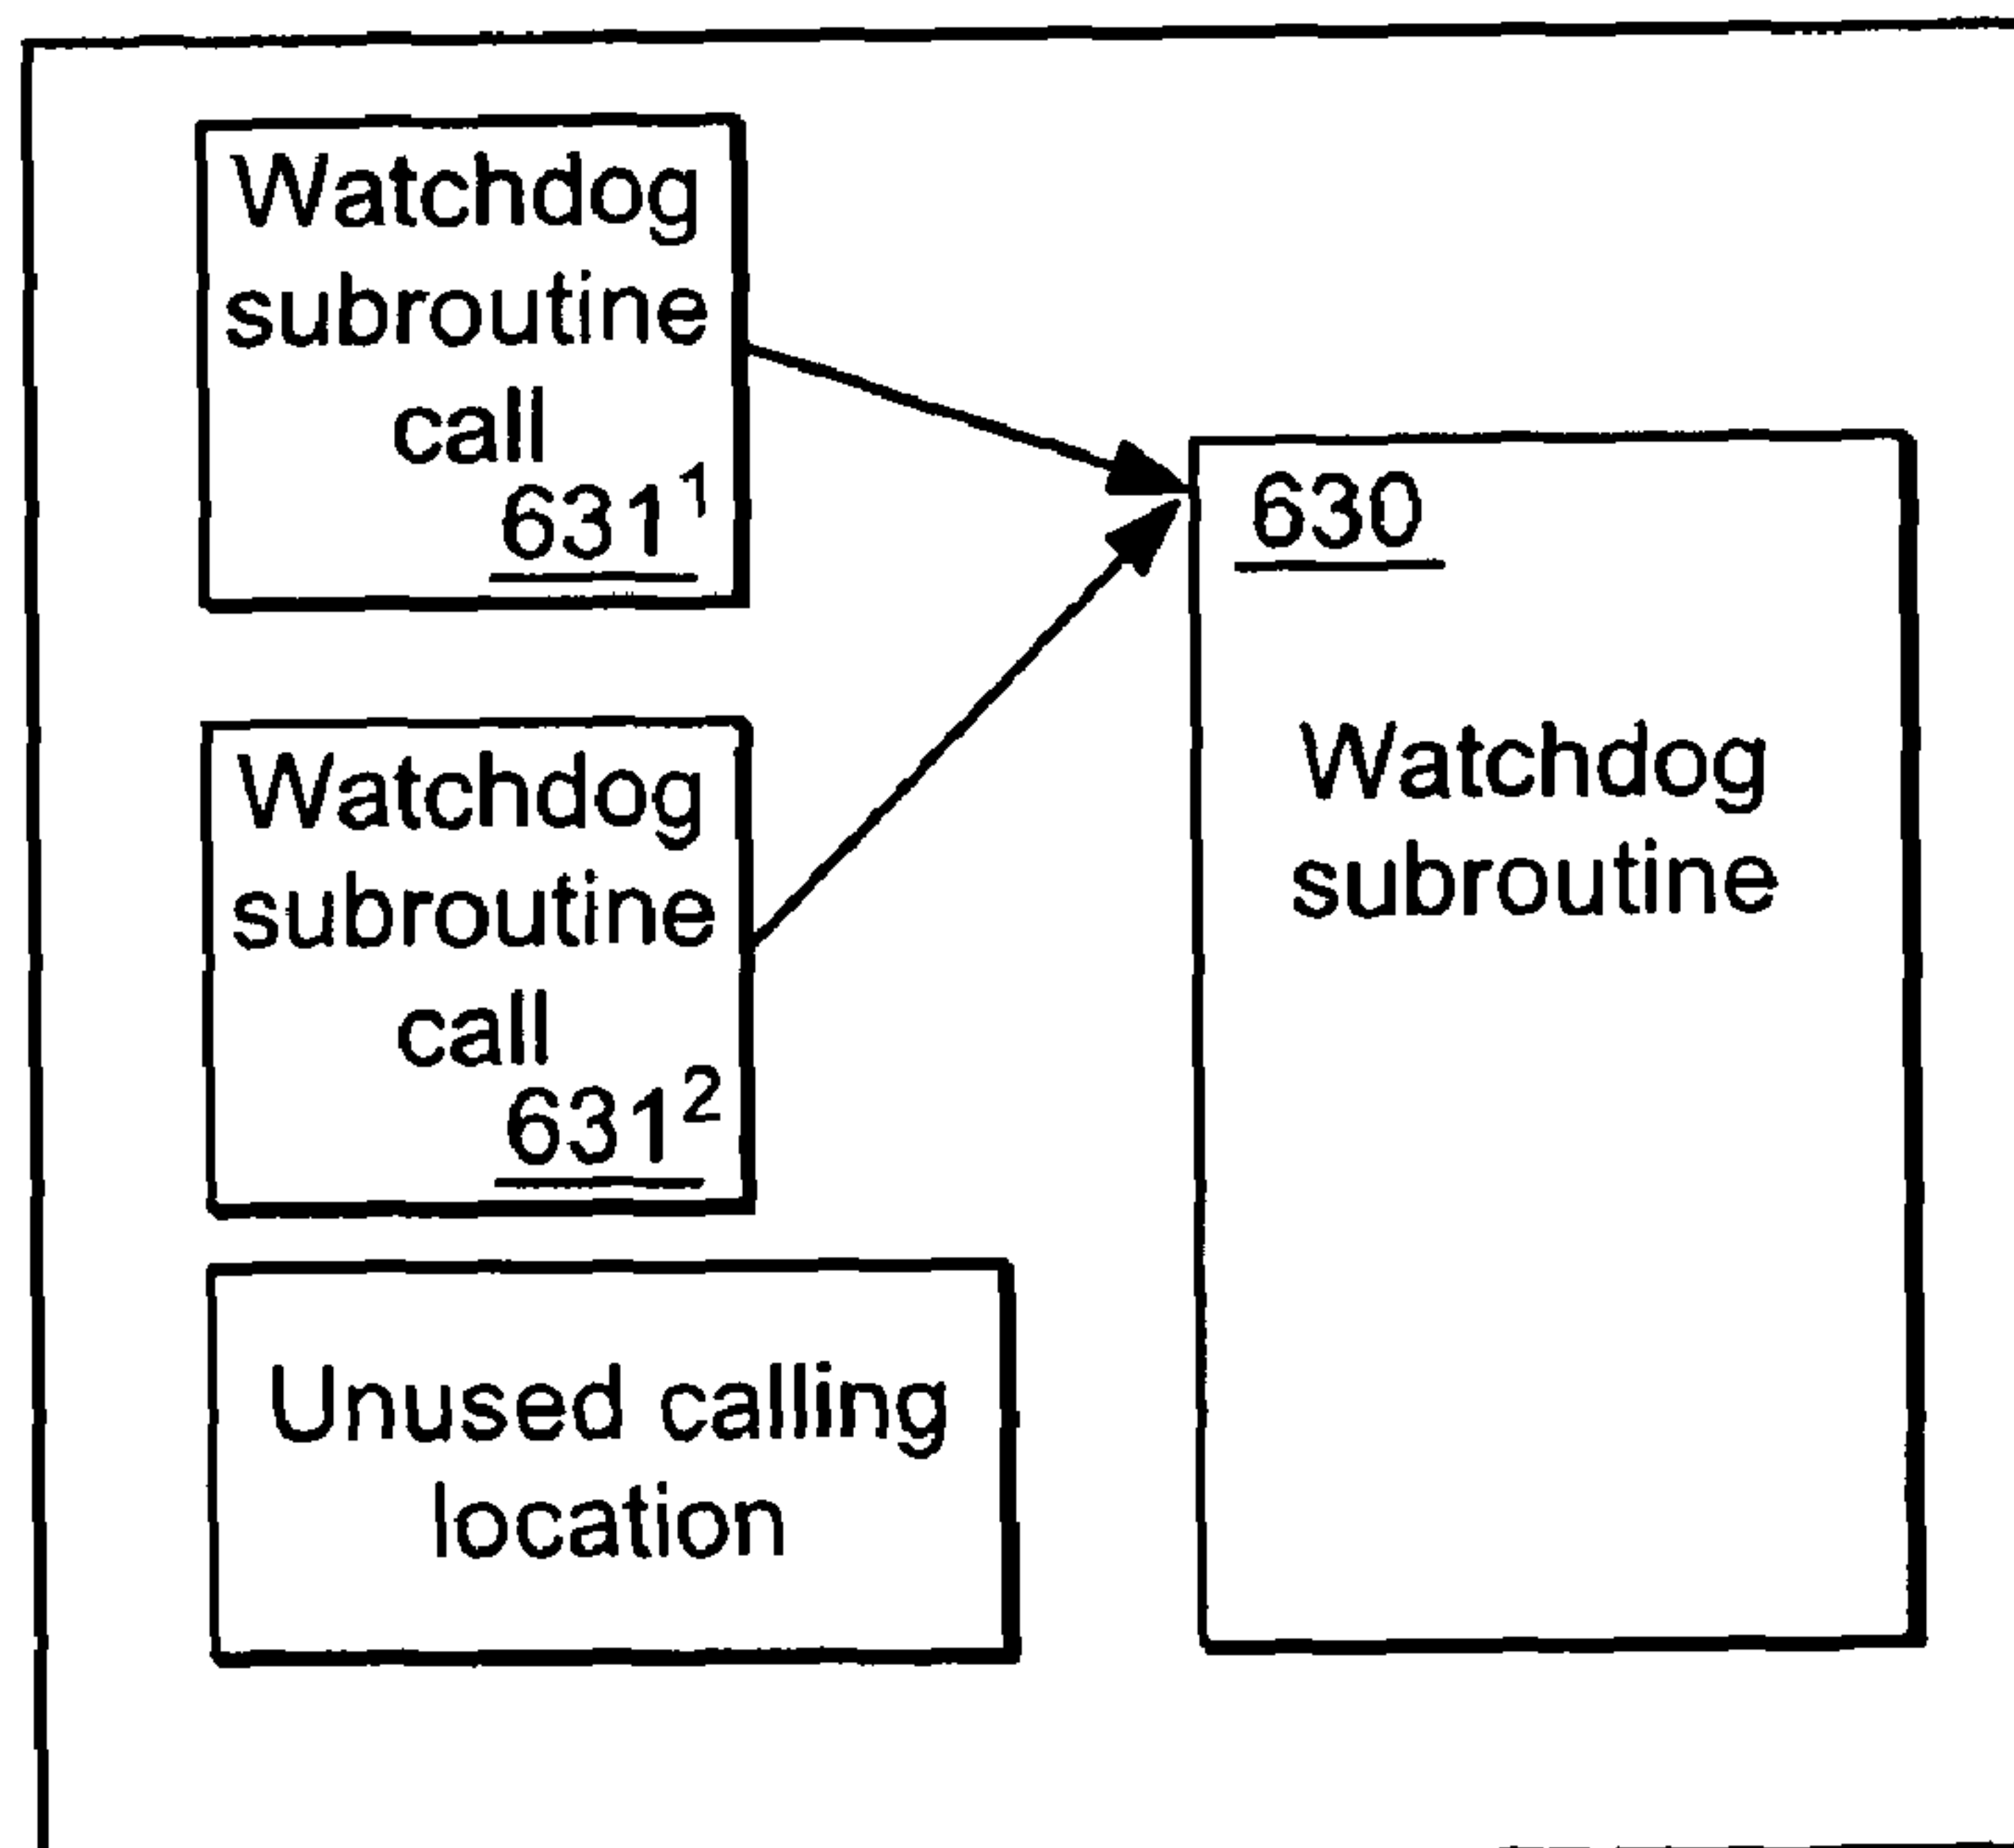 Watchdog
subroutine
call
631¹
630
Watchdog
subroutine
Watchdog
subroutine
call
631²
Unused calling
location